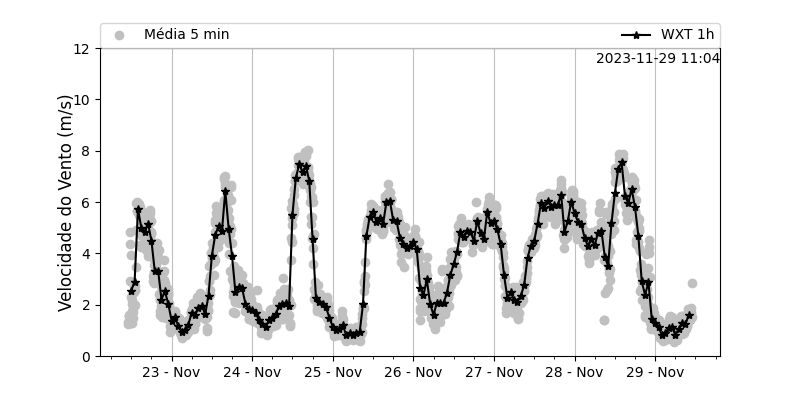 Média 5 min
WXT 1h
2023-11-29 11:04
Velocidade do Vento (m/s)
12
10
8
6
4
2
0
23 - Nov
24 - Nov
25 - Nov
26 - Nov
27 - Nov
28 - Nov
29 - Nov